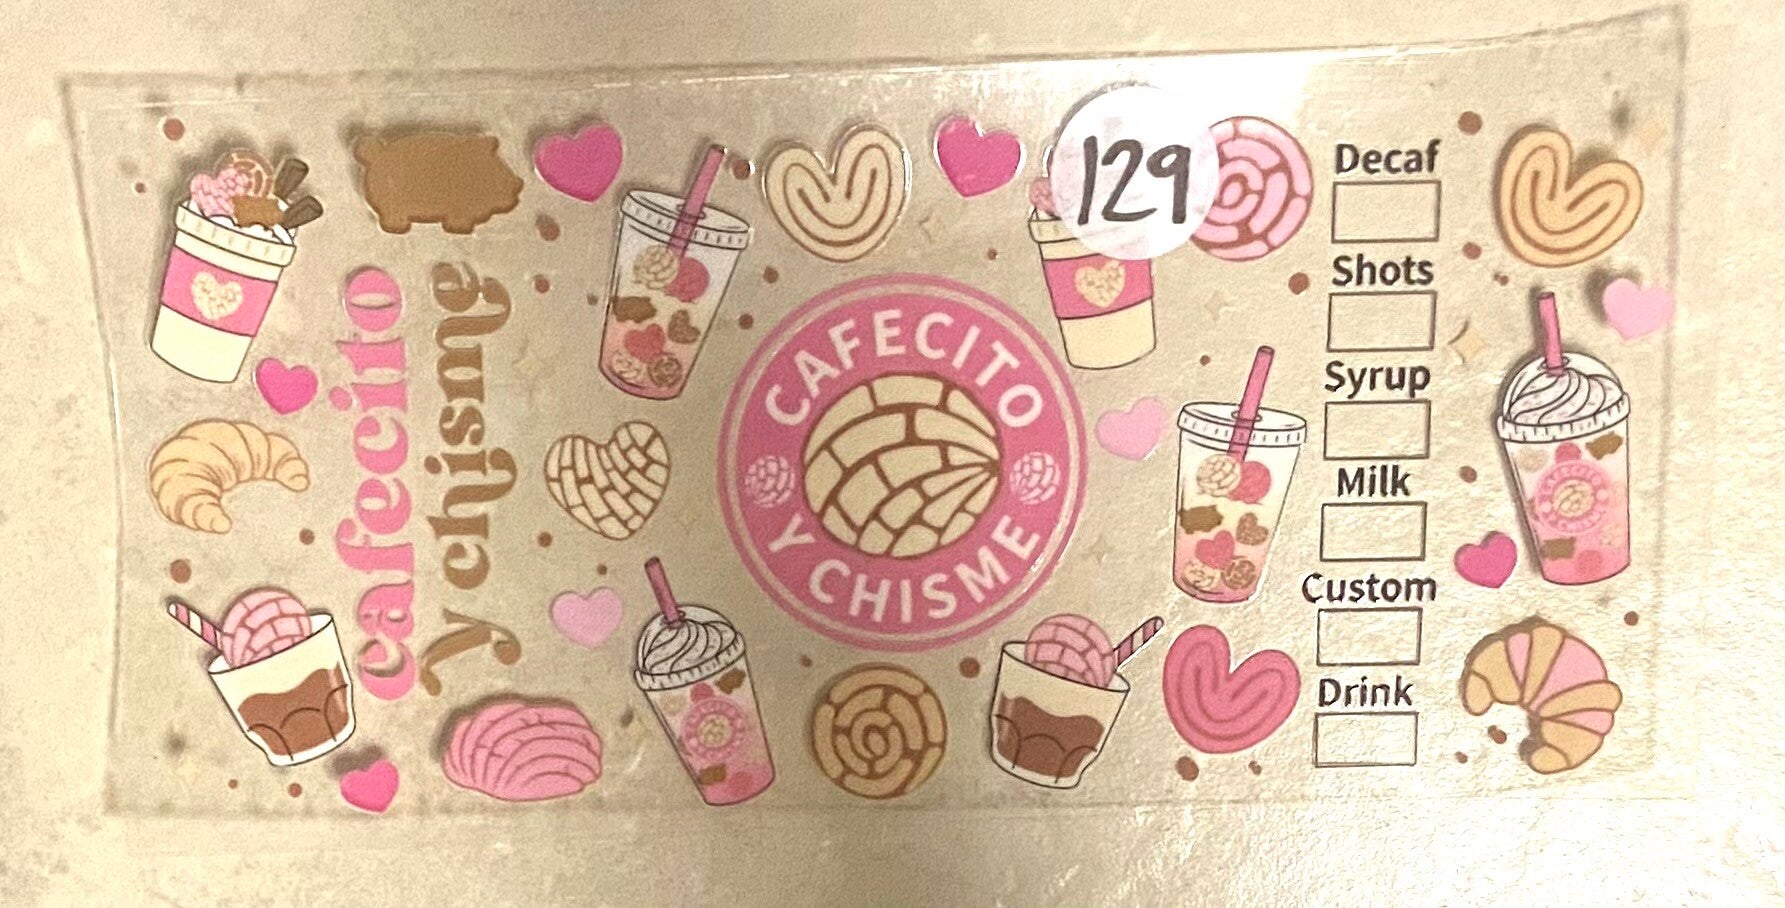 cafecito
y chisme
CAFECITO
Y CHISME
129
Decaf
Shots
Syrup
Milk
Custom
Drink